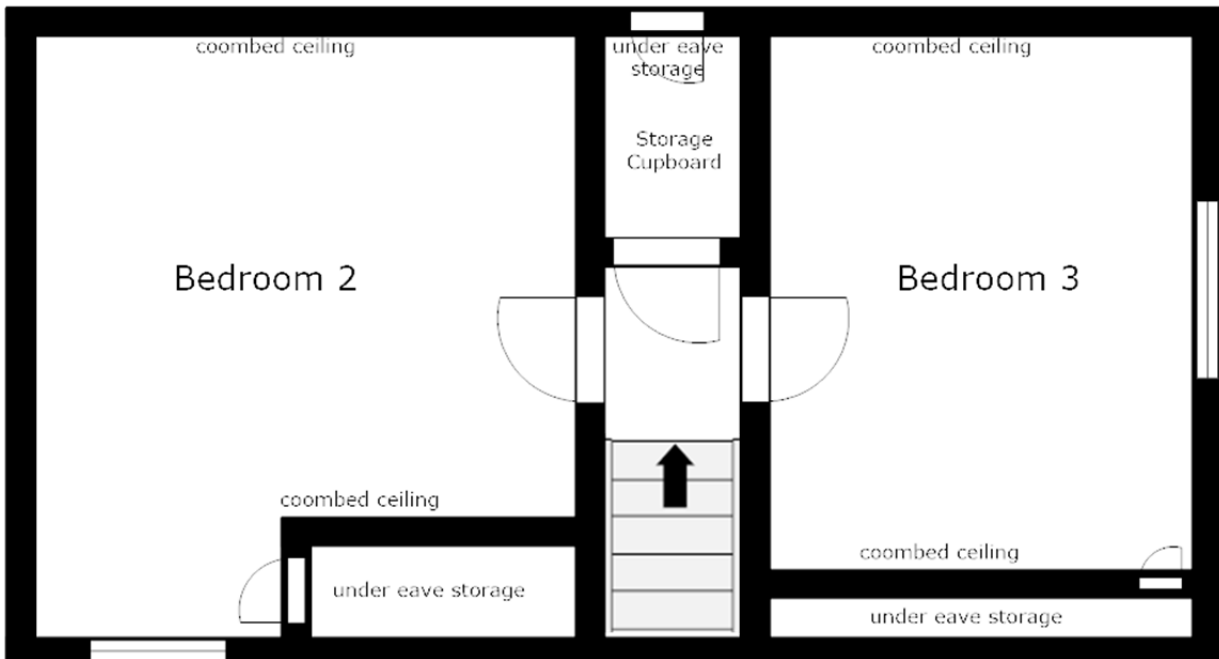 coombed ceiling
under eave
storage
coombed ceiling
Storage
Cupboard
Bedroom 2
Bedroom 3
coombed ceiling
coombed ceiling
under eave storage
under eave storage